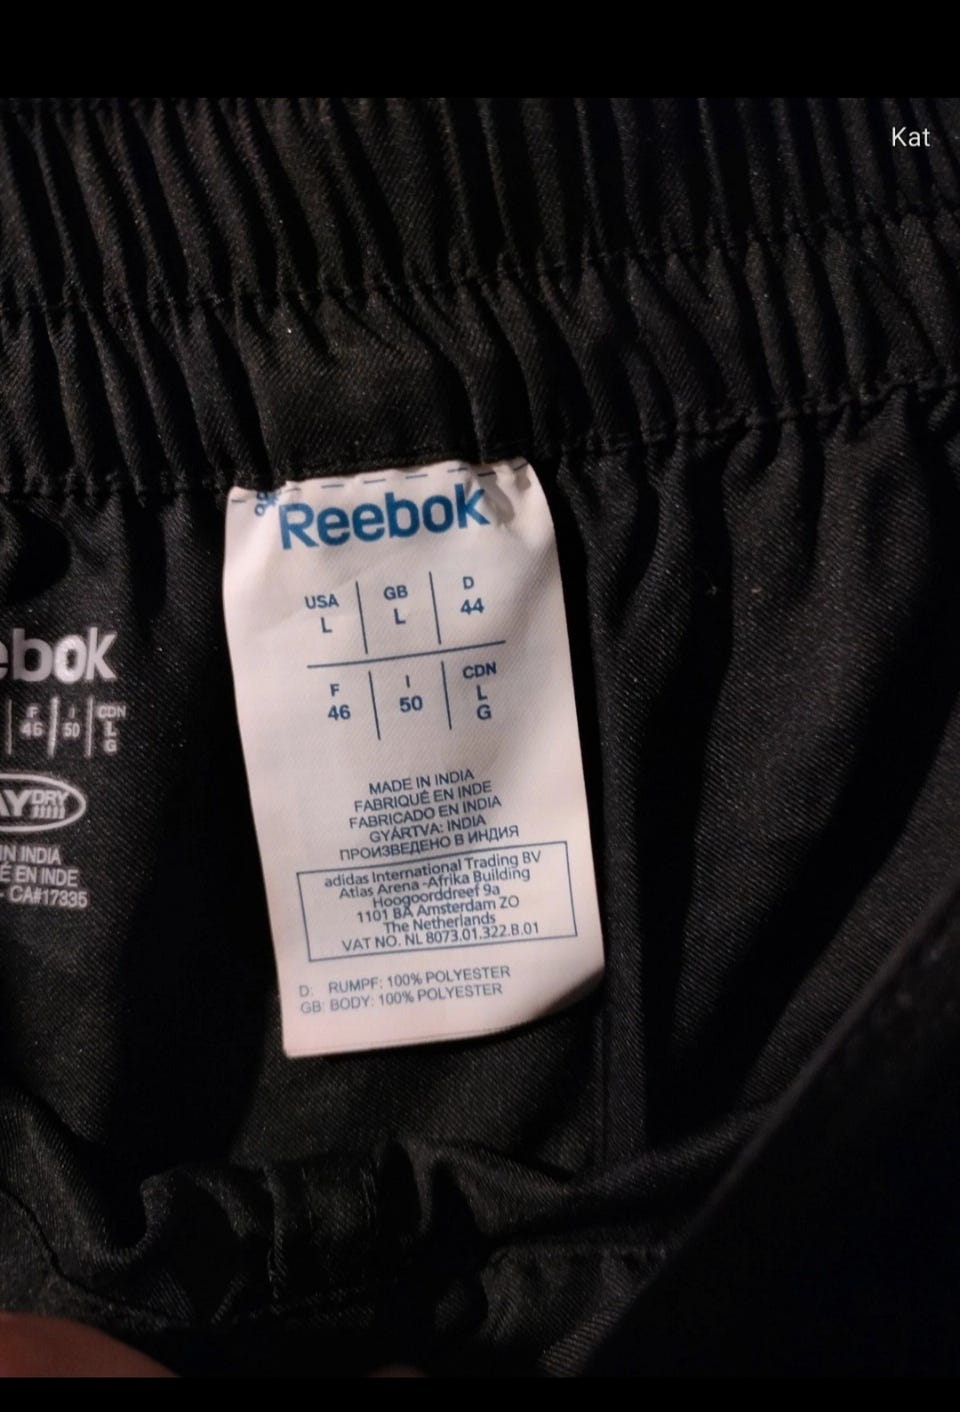 Kat
Reebok
USA GB D
L L 44
F I CDN
46 50 L
G
MADE IN INDIA
FABRIQUÉ EN INDE
FABRICADO EN INDIA
GYÁRTVA: INDIA
ПРОИЗВЕДЕНО В ИНДИЯ
adidas International Trading BV
Atlas Arena -Afrika Building
Hoogoorddreef 9a
1101 BA Amsterdam ZO
The Netherlands
VAT NO. NL 8073.01.322.B.01
D: RUMPF: 100% POLYESTER
GB: BODY: 100% POLYESTER
ebok
F I CDN
46 50 L
G
AY DRY
IN INDIA
É EN INDE
- CA#17335